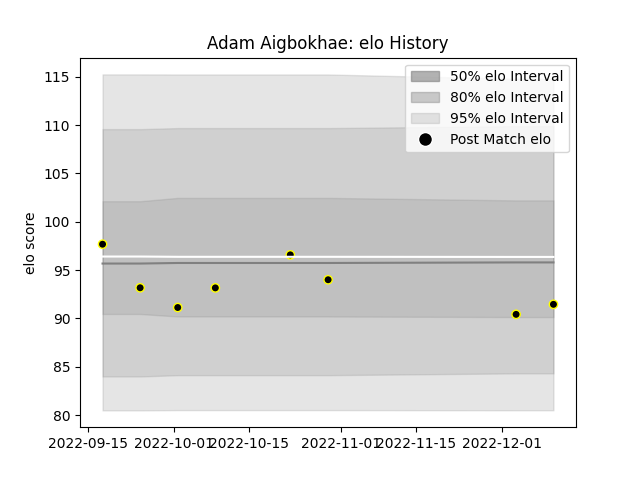 Adam Aigbokhae: elo History
50% elo Interval
80% elo Interval
95% elo Interval
Post Match elo
elo score
115
110
105
100
95
90
85
80
2022-09-15 2022-10-01 2022-10-15 2022-11-01 2022-11-15 2022-12-01